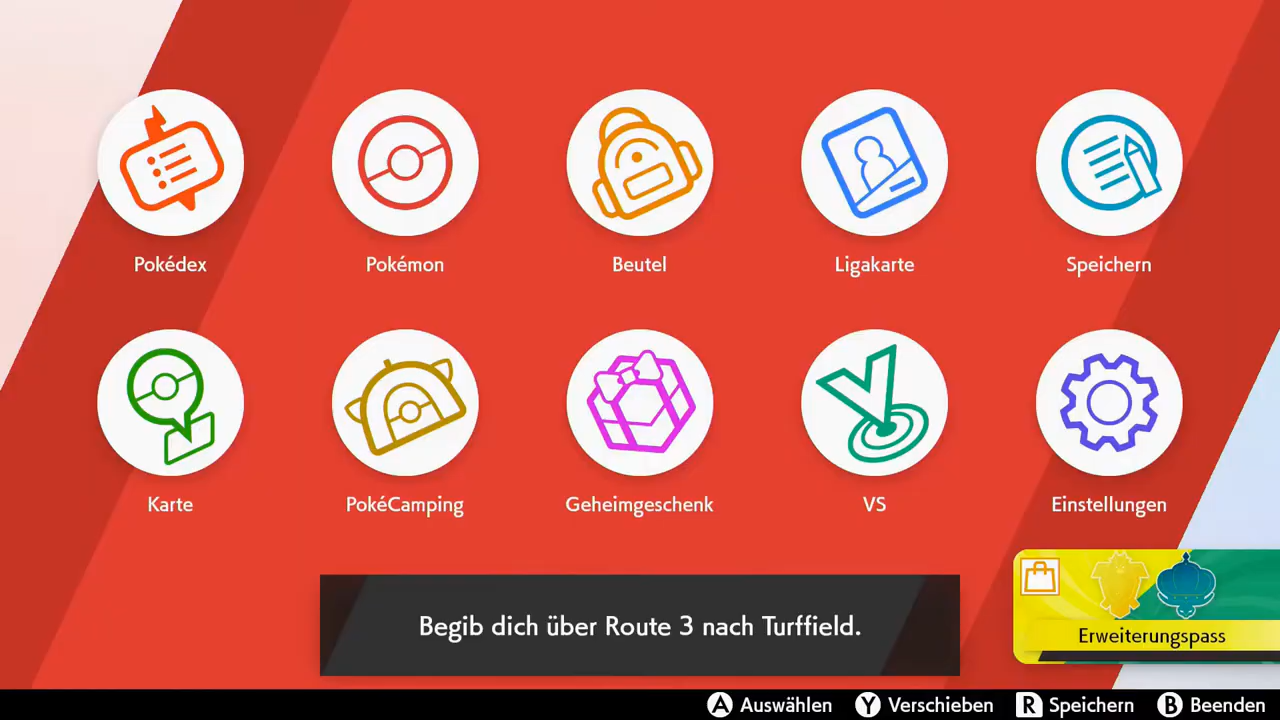 Pokédex
Pokémon
Beutel
Ligakarte
Speichern
Karte
PokéCamping
Geheimgeschenk
VS
Einstellungen
Begib dich über Route 3 nach Turffield.
Erweiterungspass
A Auswählen Y Verschieben R Speichern B Beenden